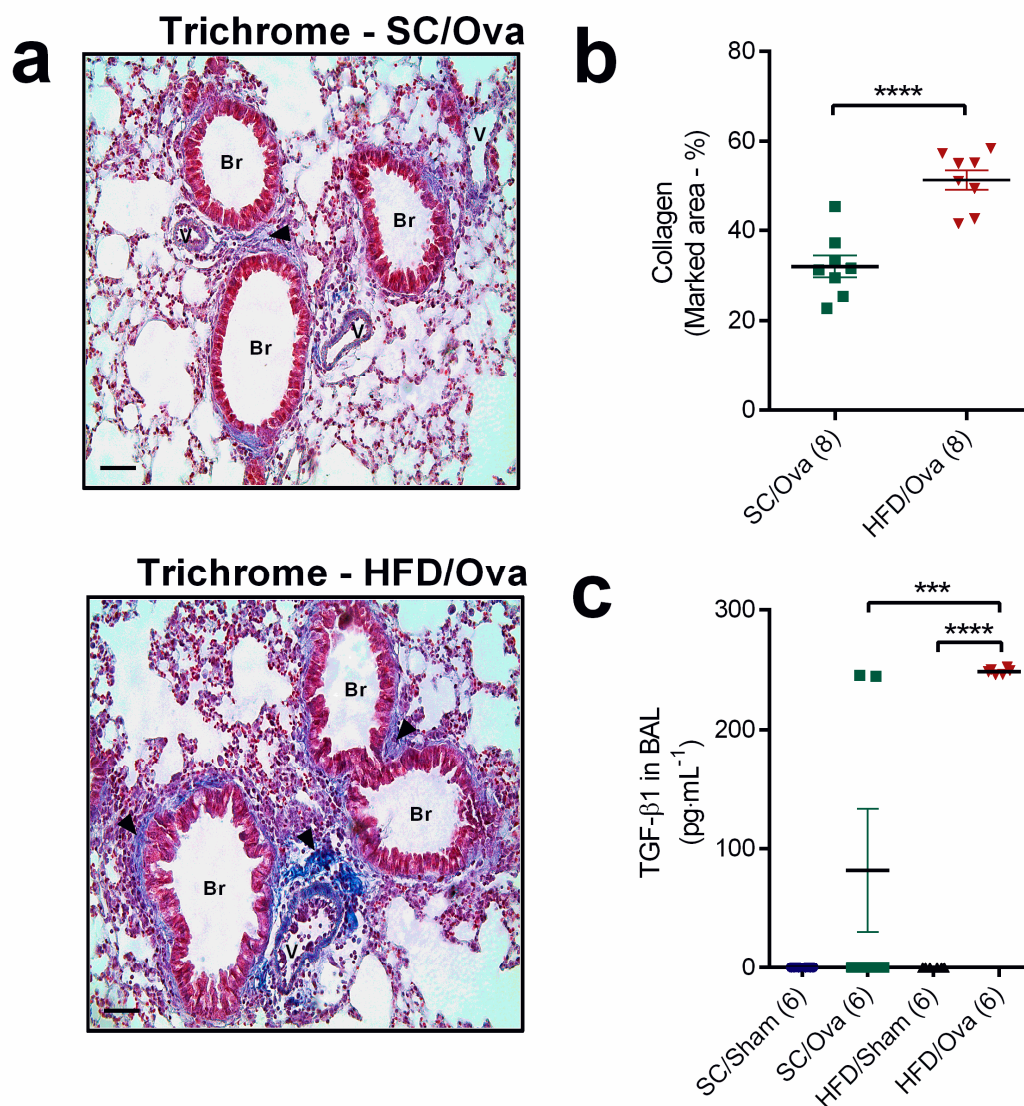 a
Trichrome - SC/Ova
Br
V
Br
V
Br
V
b
80
60
40
20
0
Collagen
(Marked area - %)
****
SC/Ova (8)
HFD/Ova (8)
Trichrome - HFD/Ova
Br
Br
Br
V
c
300
200
100
0
TGF-β1 in BAL
(pg·mL⁻¹)
***
****
SC/Sham (6)
SC/Ova (6)
HFD/Sham (6)
HFD/Ova (6)